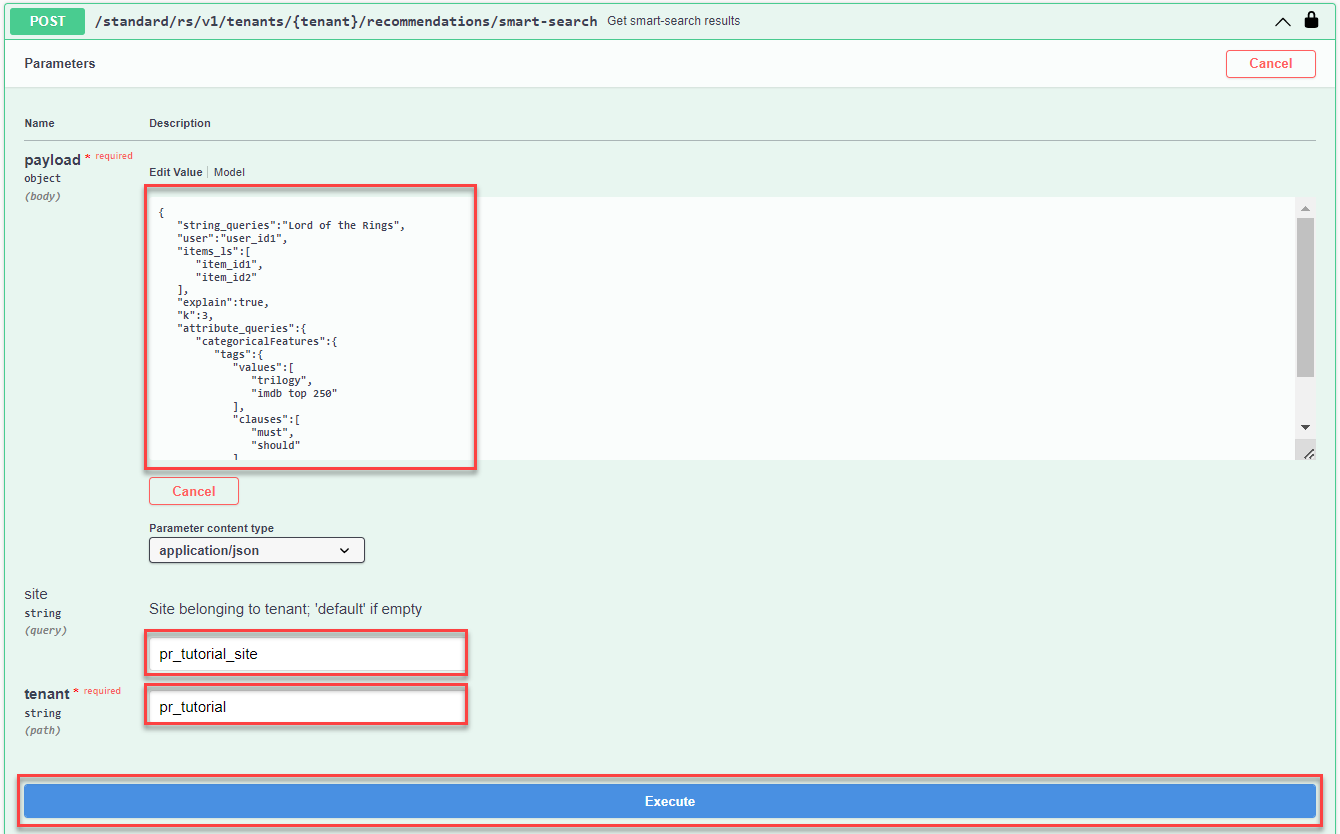 POST /standard/rs/v1/tenants/{tenant}/recommendations/smart-search Get smart-search results
Parameters
Cancel
Name Description
payload * required
object
(body)
Edit Value | Model
{
"string_queries":"Lord of the Rings",
"user":"user_id1",
"items_ls":[
"item_id1",
"item_id2"
],
"explain":true,
"k":3,
"attribute_queries":{
"categoricalFeatures":{
"tags":{
"values":[
"trilogy",
"imdb top 250"
],
"clauses":[
"must",
"should"
]
Cancel
Parameter content type
application/json
site
string
(query)
Site belonging to tenant; 'default' if empty
pr_tutorial_site
tenant * required
string
(path)
pr_tutorial
Execute